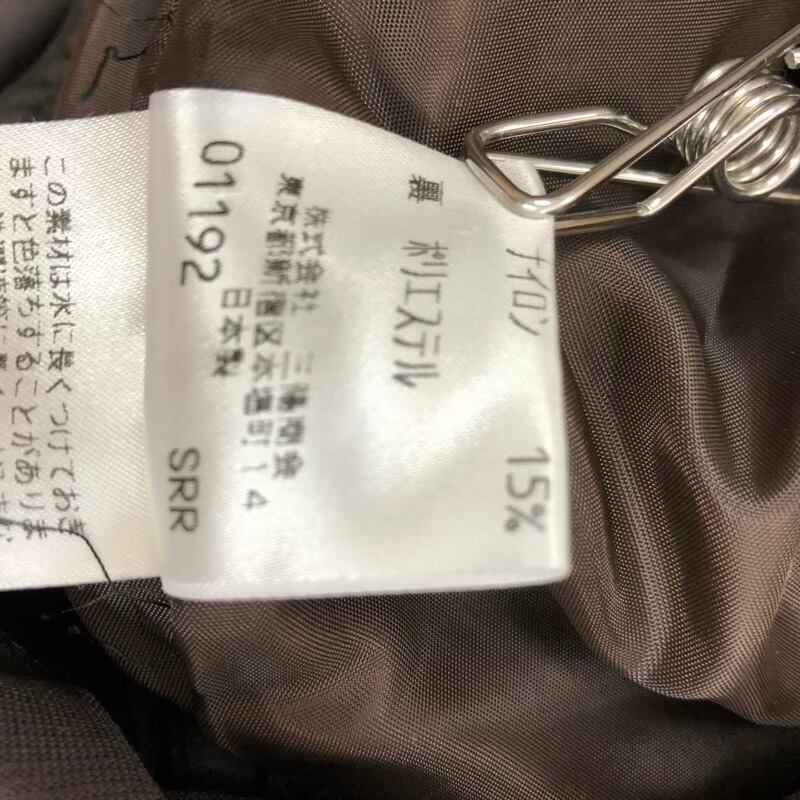 ナイロン 15%
裏 ポリエステル
株式会社 三陽商会
東京都新宿区本塩町14
日本製
01192 SRR
この素材は水に長くつけておき
ますと色落ちすることがありま